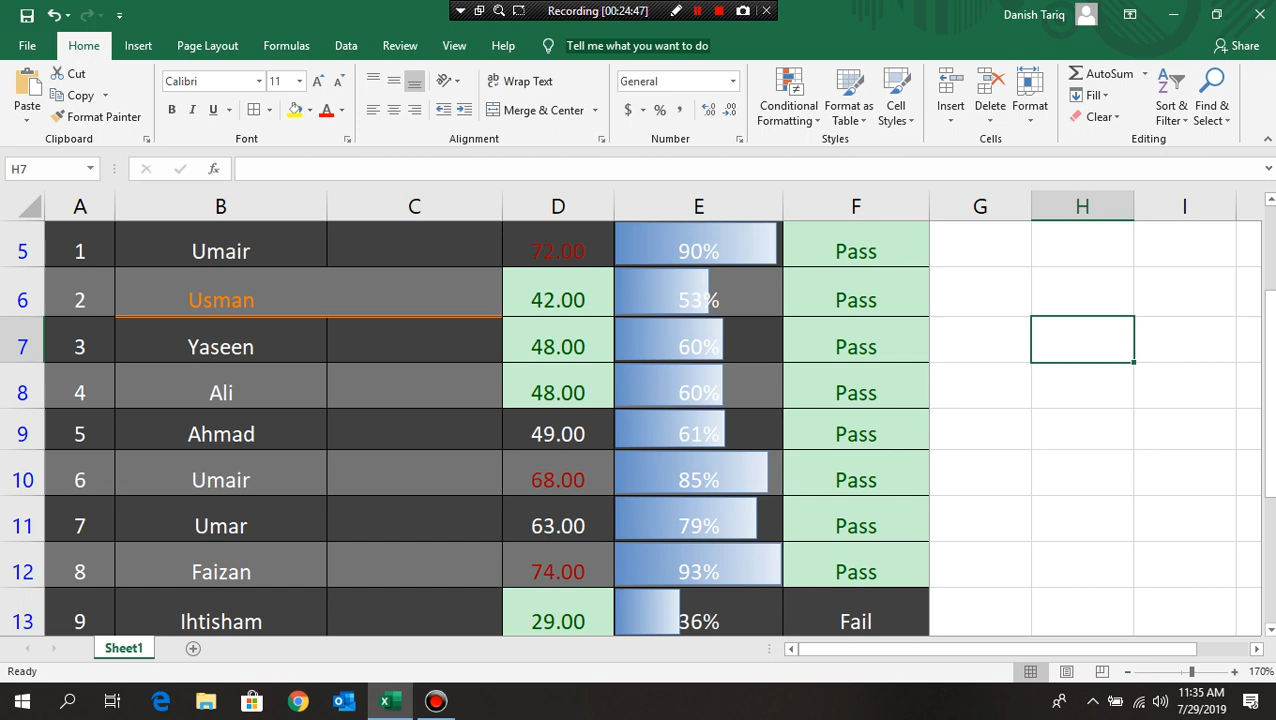 Recording [00:24:47]
Danish Tariq
File Home Insert Page Layout Formulas Data Review View Help Tell me what you want to do Share
Paste
Cut
Copy
Format Painter
Clipboard
Calibri 11
B I U A
Font
ab Wrap Text
Merge & Center
Alignment
General
$ % ,
Number
Conditional Formatting
Format as Table
Cell Styles
Styles
Insert
Delete
Format
Cells
AutoSum
Fill
Clear
Sort & Filter
Find & Select
Editing
H7 fx
A B C D E F G H I
5 1 Umair 72.00 90% Pass
6 2 Usman 42.00 53% Pass
7 3 Yaseen 48.00 60% Pass
8 4 Ali 48.00 60% Pass
9 5 Ahmad 49.00 61% Pass
10 6 Umair 68.00 85% Pass
11 7 Umar 63.00 79% Pass
12 8 Faizan 74.00 93% Pass
13 9 Ihtisham 29.00 36% Fail
Sheet1
Ready 170%
11:35 AM
7/29/2019